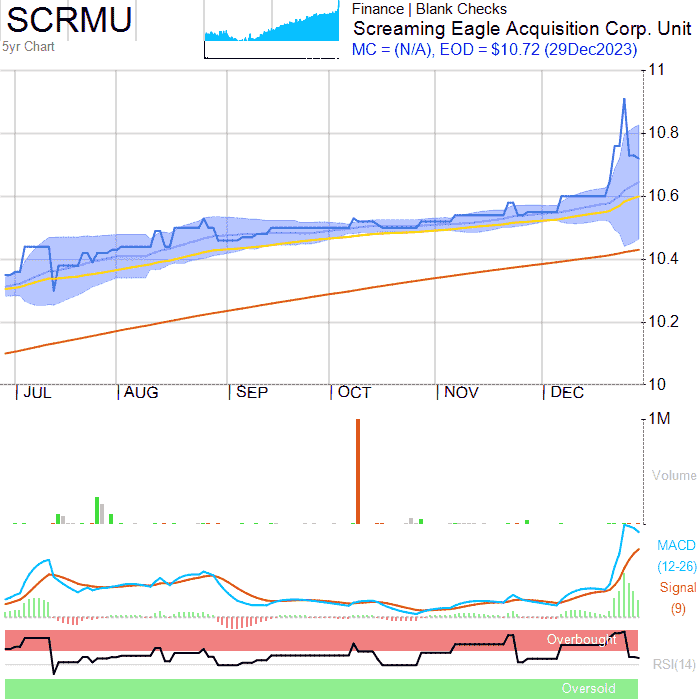 SCRMU
5yr Chart
Finance | Blank Checks
Screaming Eagle Acquisition Corp. Unit
MC = (N/A), EOD = $10.72 (29Dec2023)
11
10.8
10.6
10.4
10.2
10
JUL AUG SEP OCT NOV DEC
1M
Volume
MACD
(12-26)
Signal
(9)
Overbought
RSI(14)
Oversold